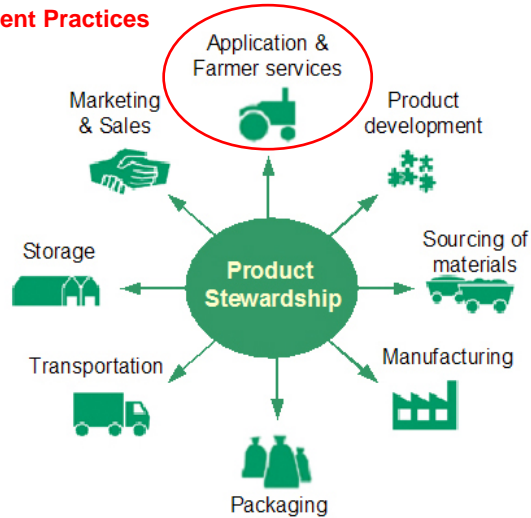 ent Practices
Application &
Farmer services
Marketing
& Sales
Product
development
Storage
Sourcing of
materials
Product
Stewardship
Transportation
Manufacturing
Packaging